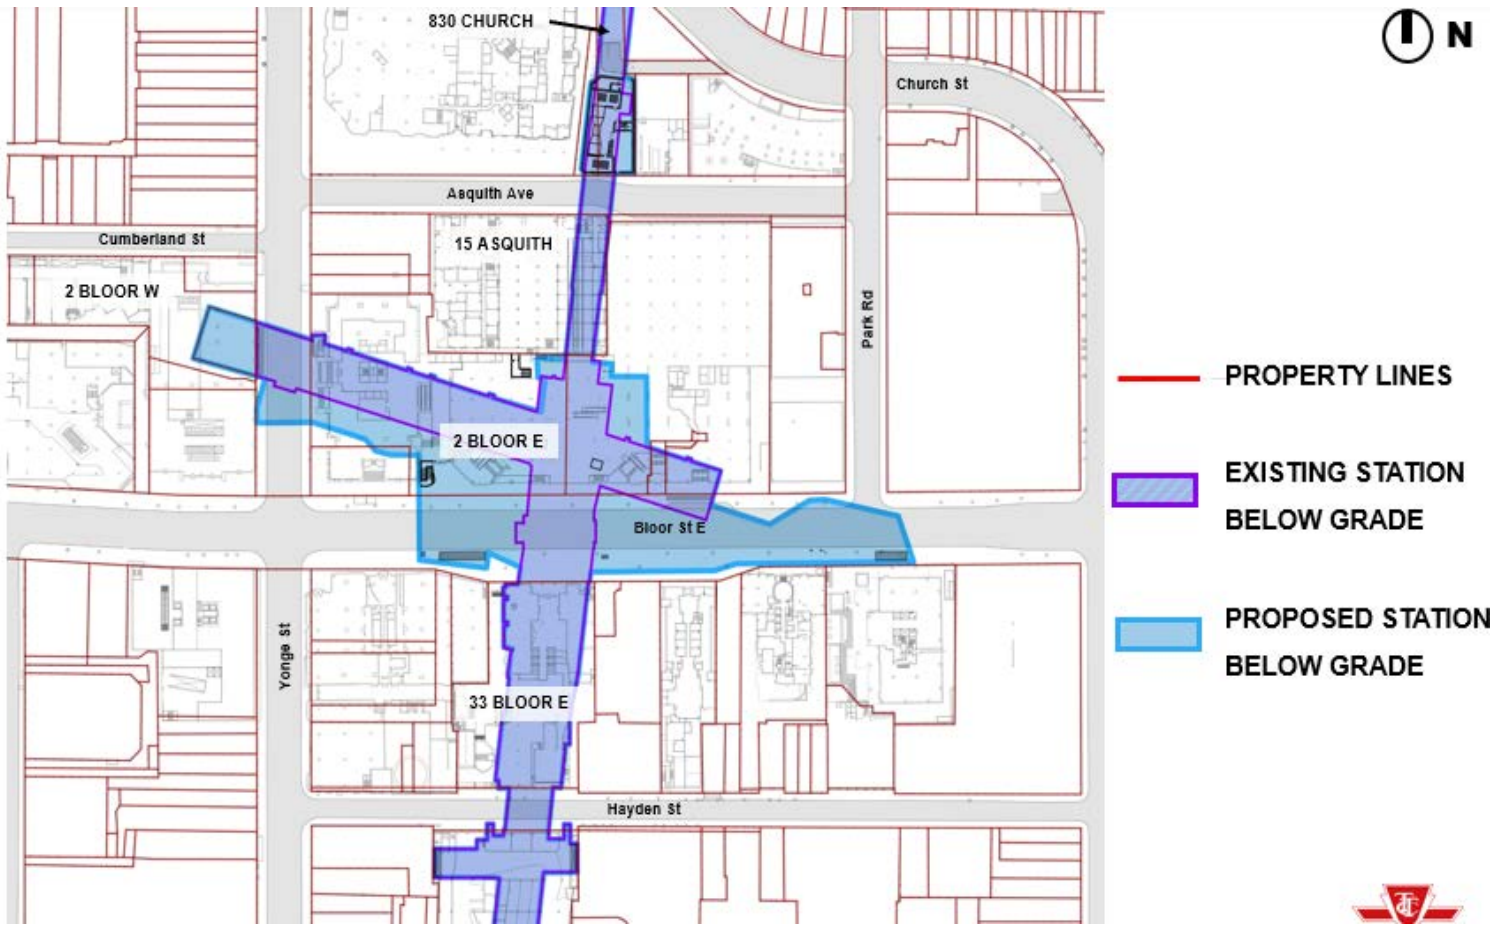 830 CHURCH
N
Church St
Asquith Ave
Cumberland St
15 ASQUITH
2 BLOOR W
Park Rd
PROPERTY LINES
2 BLOOR E
EXISTING STATION
BELOW GRADE
Bloor St E
PROPOSED STATION
BELOW GRADE
Yonge St
33 BLOOR E
Hayden St
TTC